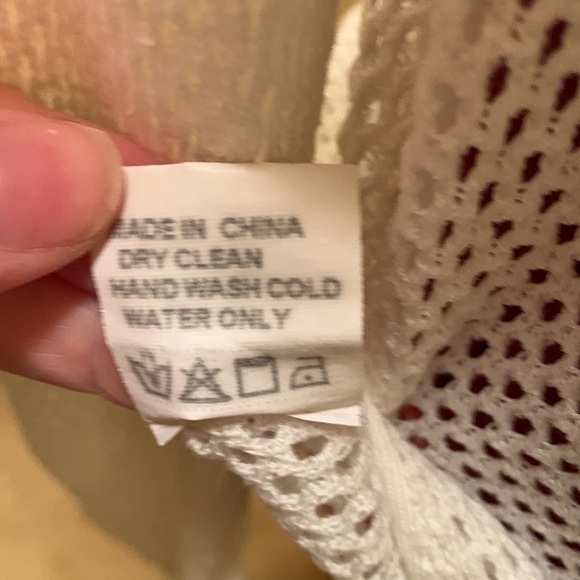 MADE IN CHINA
DRY CLEAN
HAND WASH COLD
WATER ONLY